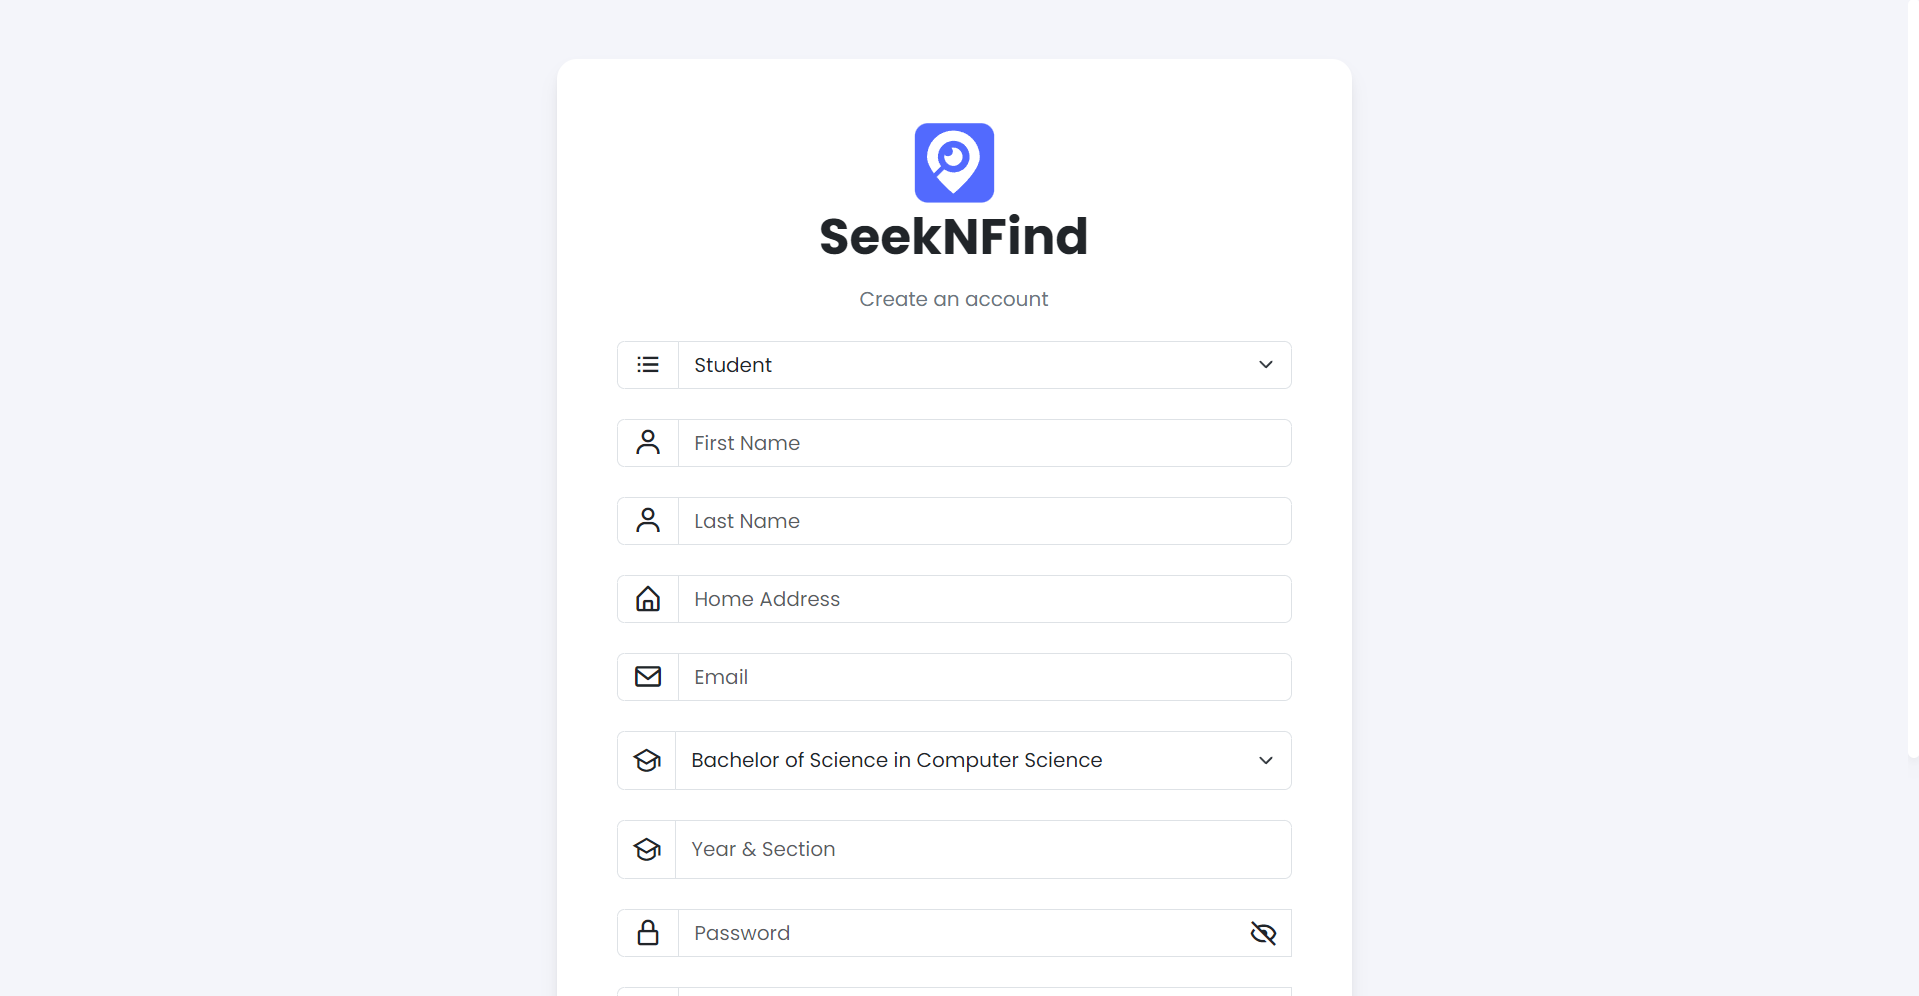 SeekNFind
Create an account
Student
First Name
Last Name
Home Address
Email
Bachelor of Science in Computer Science
Year & Section
Password